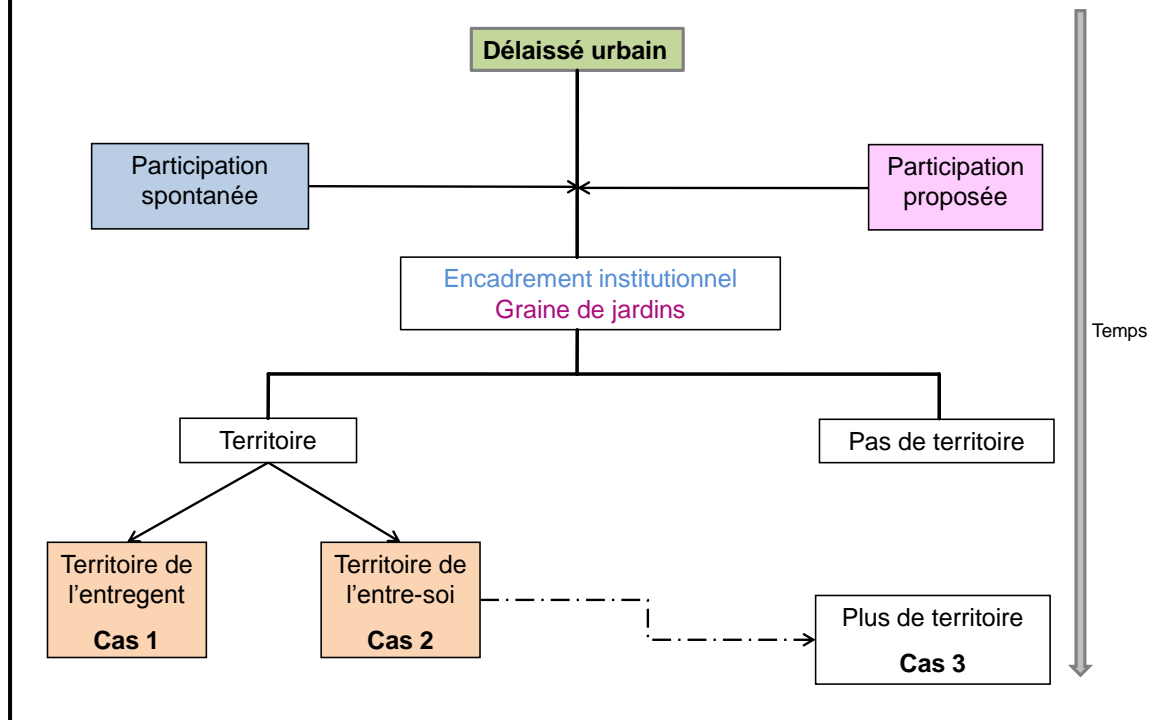 Délaissé urbain
Participation
spontanée
Participation
proposée
Encadrement institutionnel
Graine de jardins
Temps
Territoire
Pas de territoire
Territoire de
l’entregent
Cas 1
Territoire de
l’entre-soi
Cas 2
Plus de territoire
Cas 3